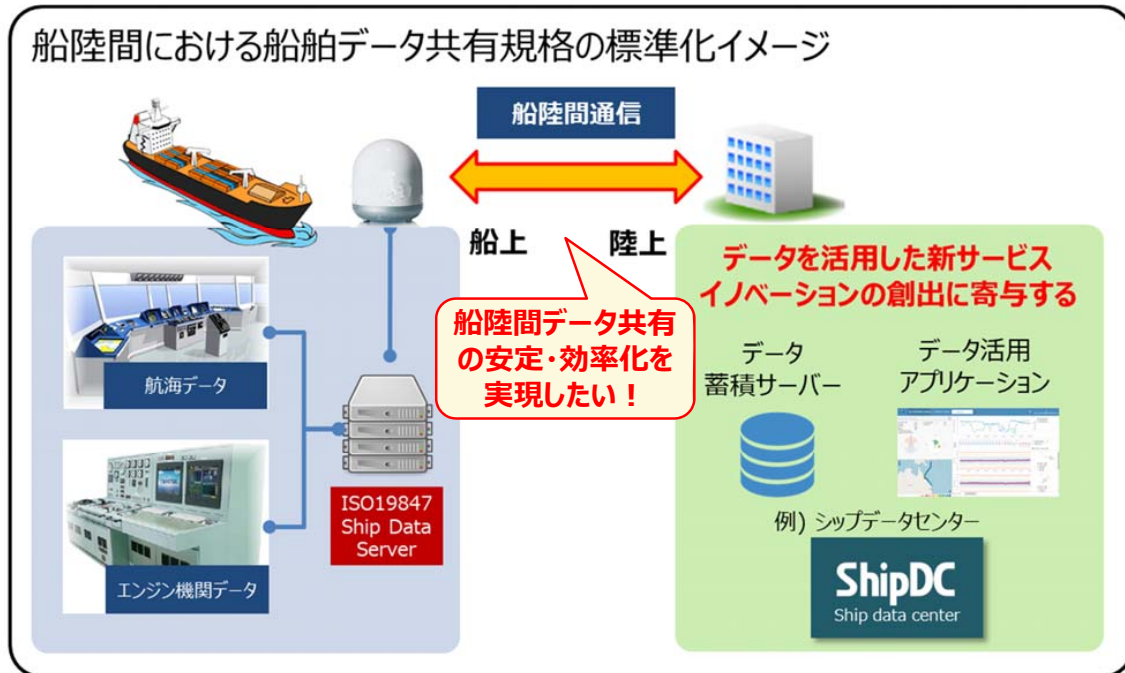 船陸間における船舶データ共有規格の標準化イメージ
船陸間通信
船上
陸上
船陸間データ共有
の安定・効率化を
実現したい！
航海データ
エンジン機関データ
ISO19847
Ship Data
Server
データを活用した新サービス
イノベーションの創出に寄与する
データ
蓄積サーバー
データ活用
アプリケーション
例) シップデータセンター
ShipDC
Ship data center